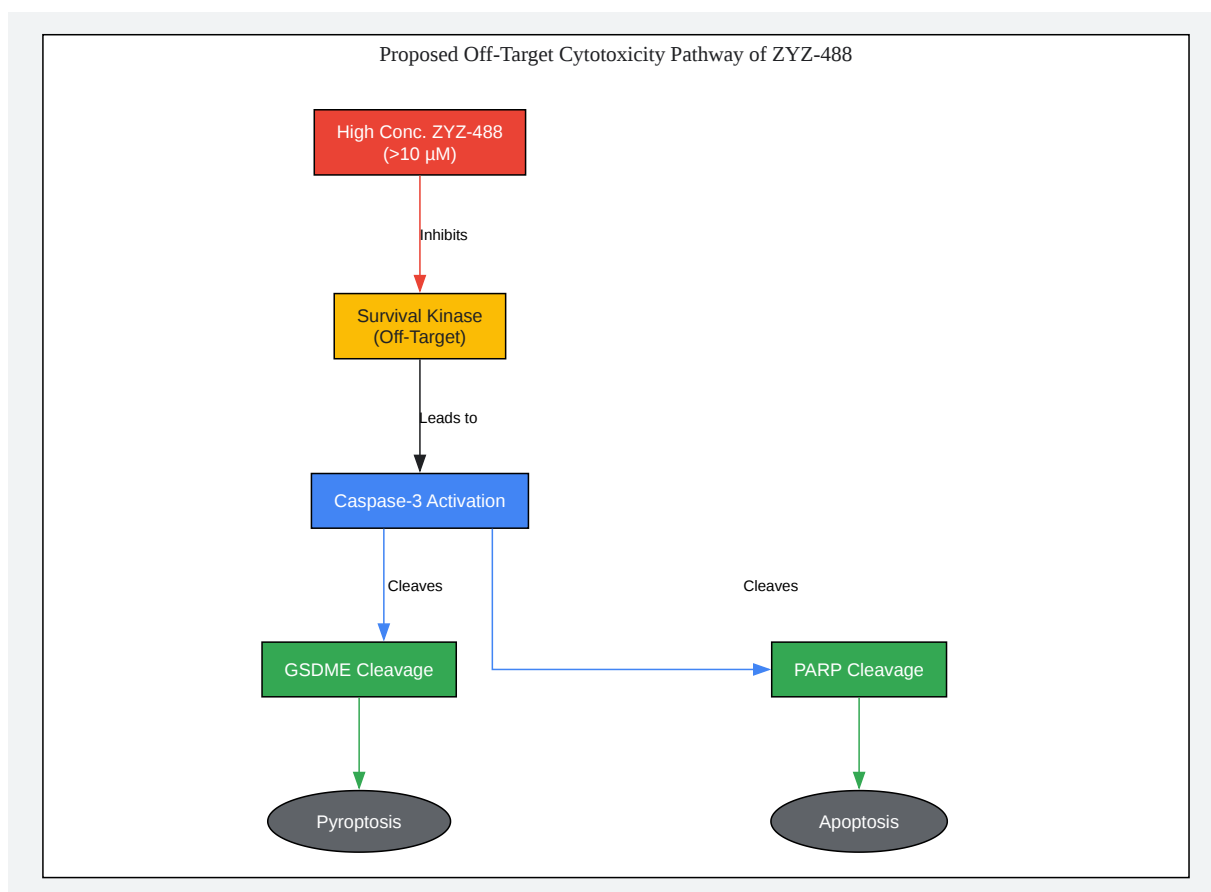 Proposed Off-Target Cytotoxicity Pathway of ZYZ-488
High Conc. ZYZ-488
(>10 µM)
Inhibits
Survival Kinase
(Off-Target)
Leads to
Caspase-3 Activation
Cleaves
Cleaves
GSDME Cleavage
PARP Cleavage
Pyroptosis
Apoptosis